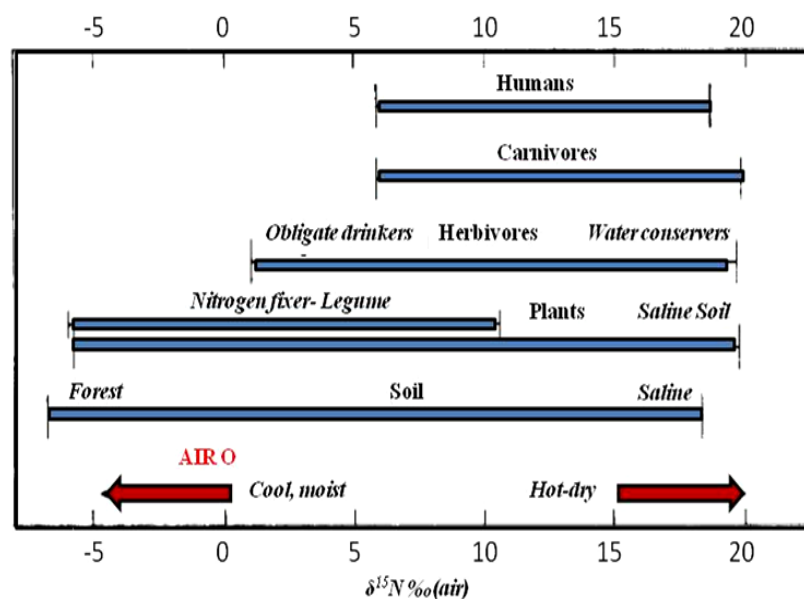 -5 0 5 10 15 20
Humans
Carnivores
Obligate drinkers Herbivores Water conservers
Nitrogen fixer- Legume
Plants Saline Soil
Forest Soil Saline
AIR O
Cool, moist Hot-dry
-5 0 5 10 15 20
δ¹⁵N ‰(air)